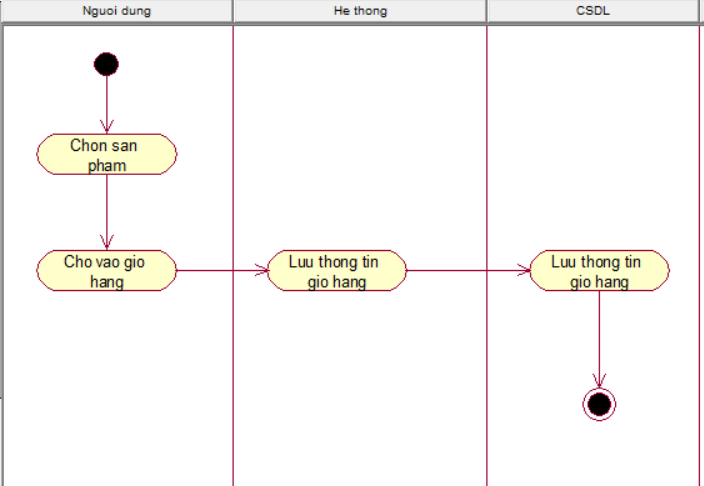 Nguoi dung
He thong
CSDL
Chon san
pham
Cho vao gio
hang
Luu thong tin
gio hang
Luu thong tin
gio hang